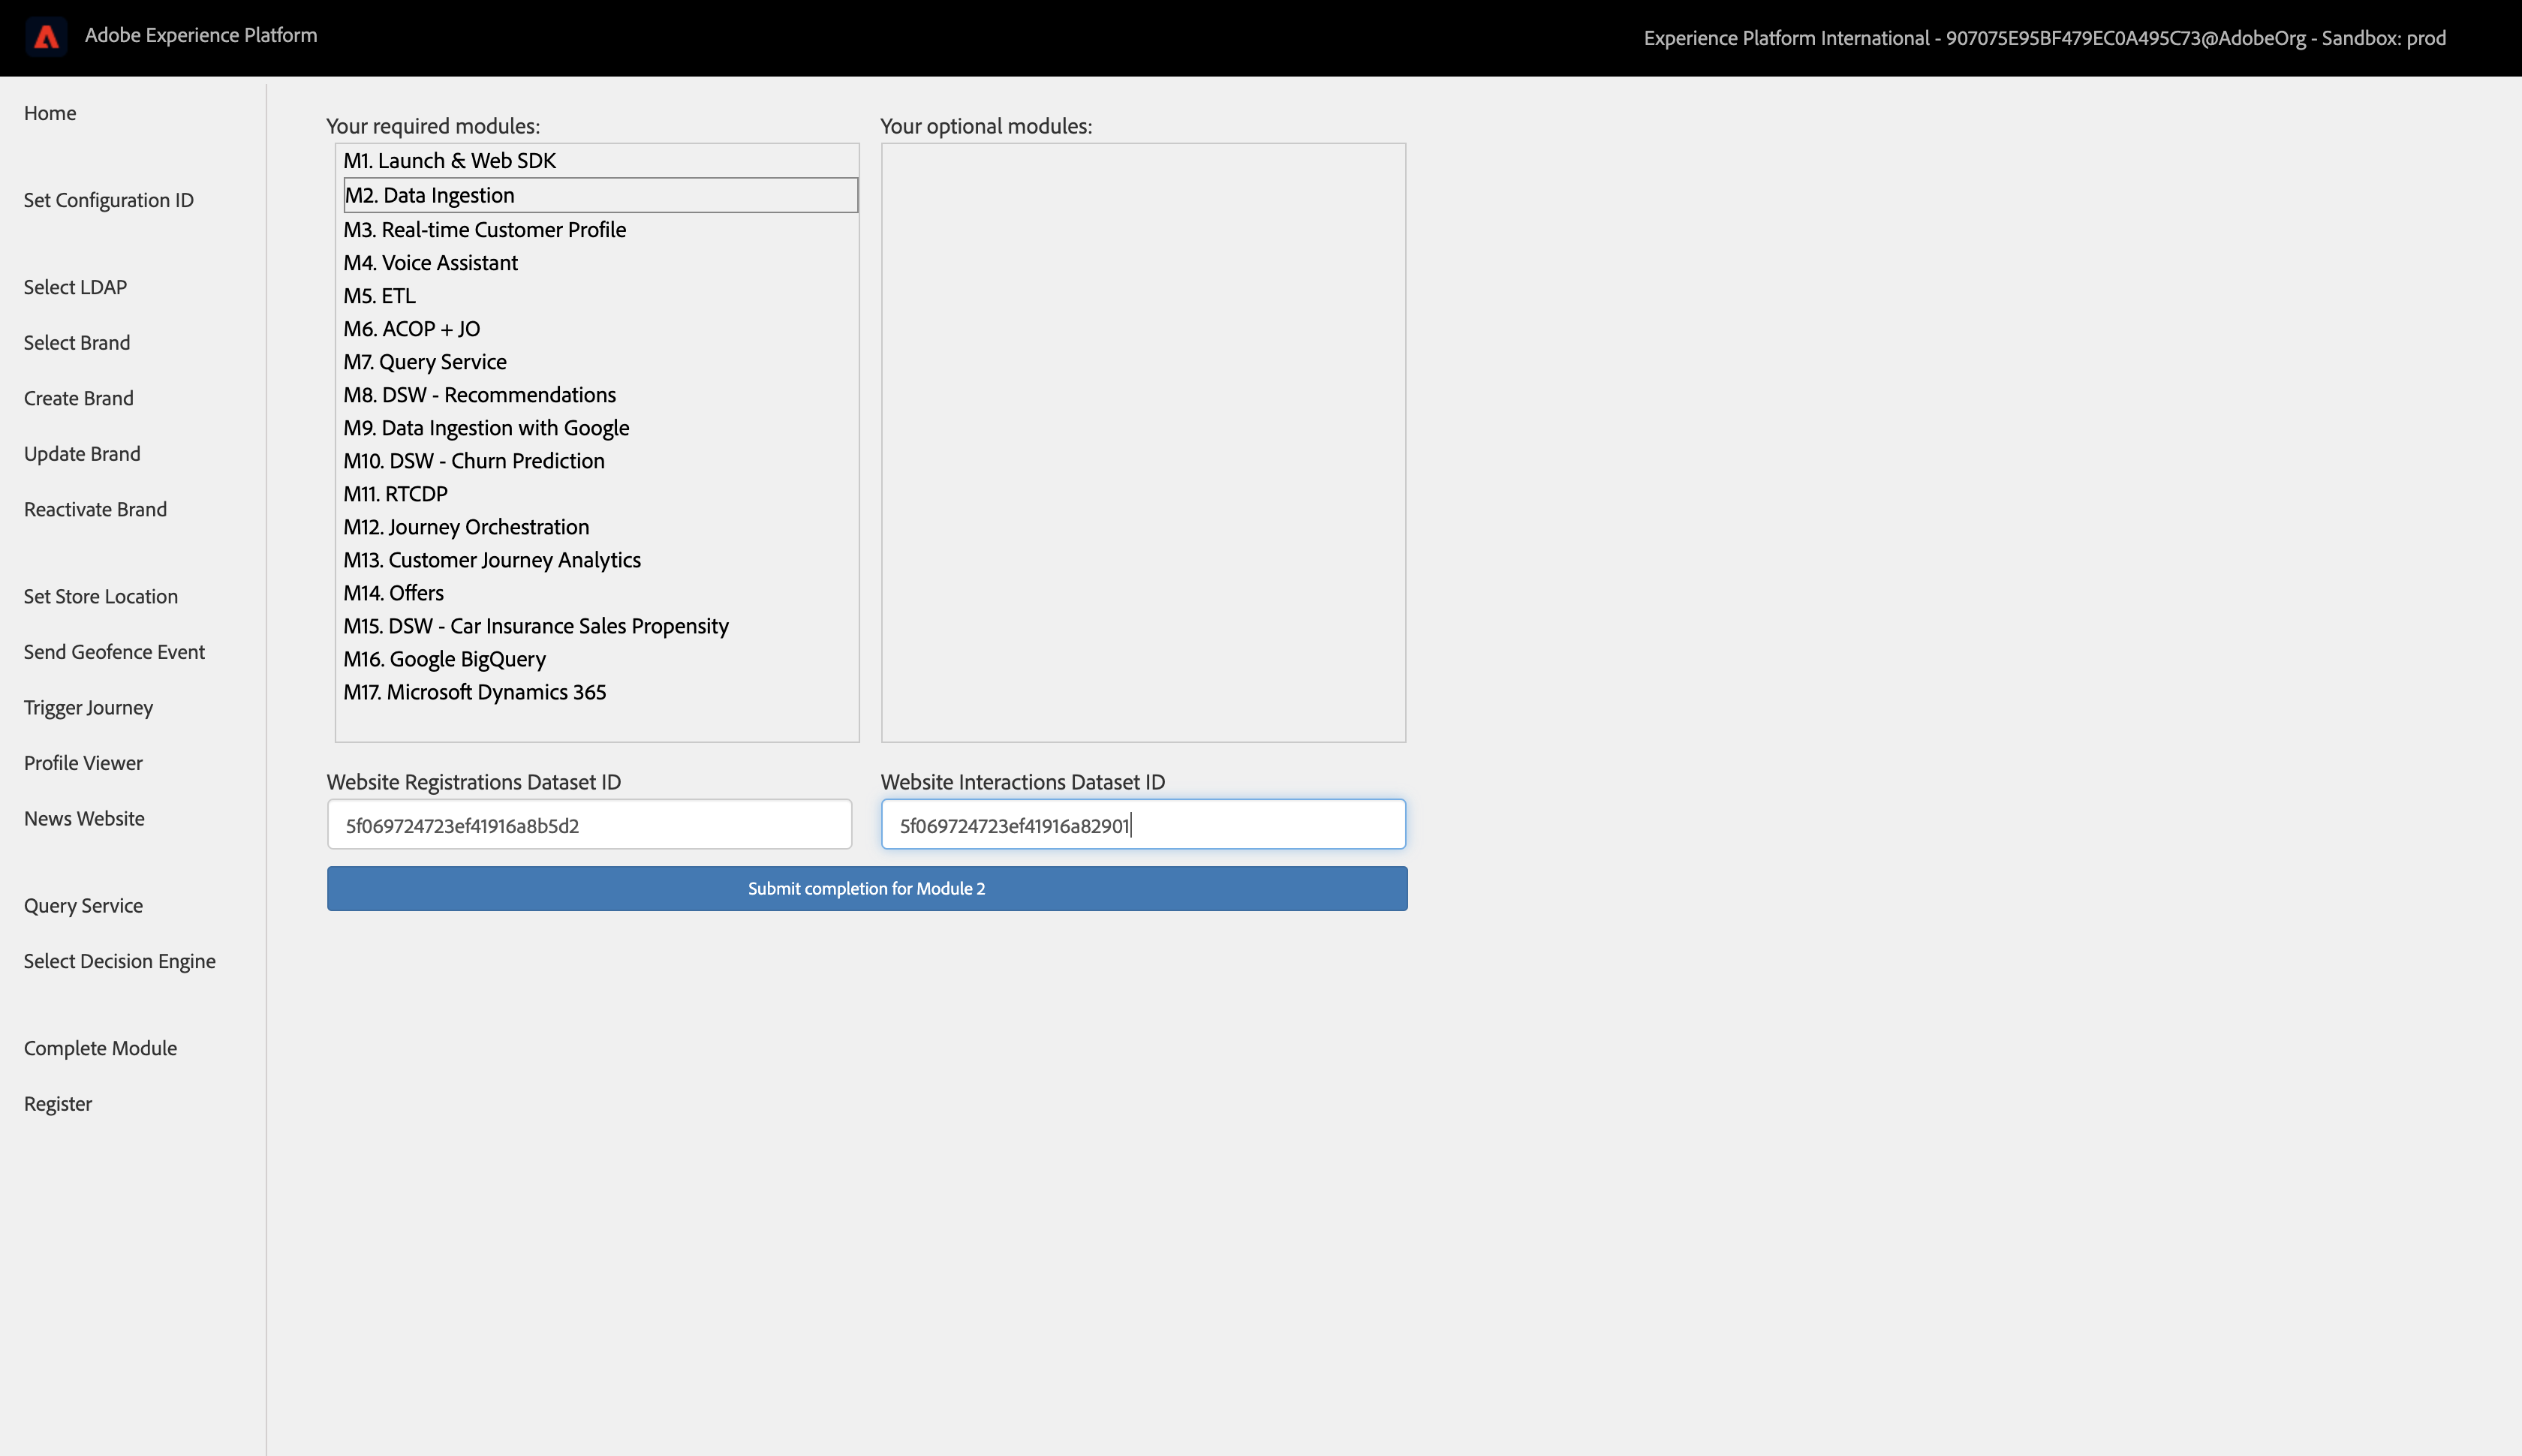 Adobe Experience Platform
Experience Platform International - 907075E95BF479EC0A495C73@AdobeOrg - Sandbox: prod
Home
Set Configuration ID
Select LDAP
Select Brand
Create Brand
Update Brand
Reactivate Brand
Set Store Location
Send Geofence Event
Trigger Journey
Profile Viewer
News Website
Query Service
Select Decision Engine
Complete Module
Register
Your required modules:
M1. Launch & Web SDK
M2. Data Ingestion
M3. Real-time Customer Profile
M4. Voice Assistant
M5. ETL
M6. ACOP + JO
M7. Query Service
M8. DSW - Recommendations
M9. Data Ingestion with Google
M10. DSW - Churn Prediction
M11. RTCDP
M12. Journey Orchestration
M13. Customer Journey Analytics
M14. Offers
M15. DSW - Car Insurance Sales Propensity
M16. Google BigQuery
M17. Microsoft Dynamics 365
Your optional modules:
Website Registrations Dataset ID
5f069724723ef41916a8b5d2
Website Interactions Dataset ID
5f069724723ef41916a82901
Submit completion for Module 2